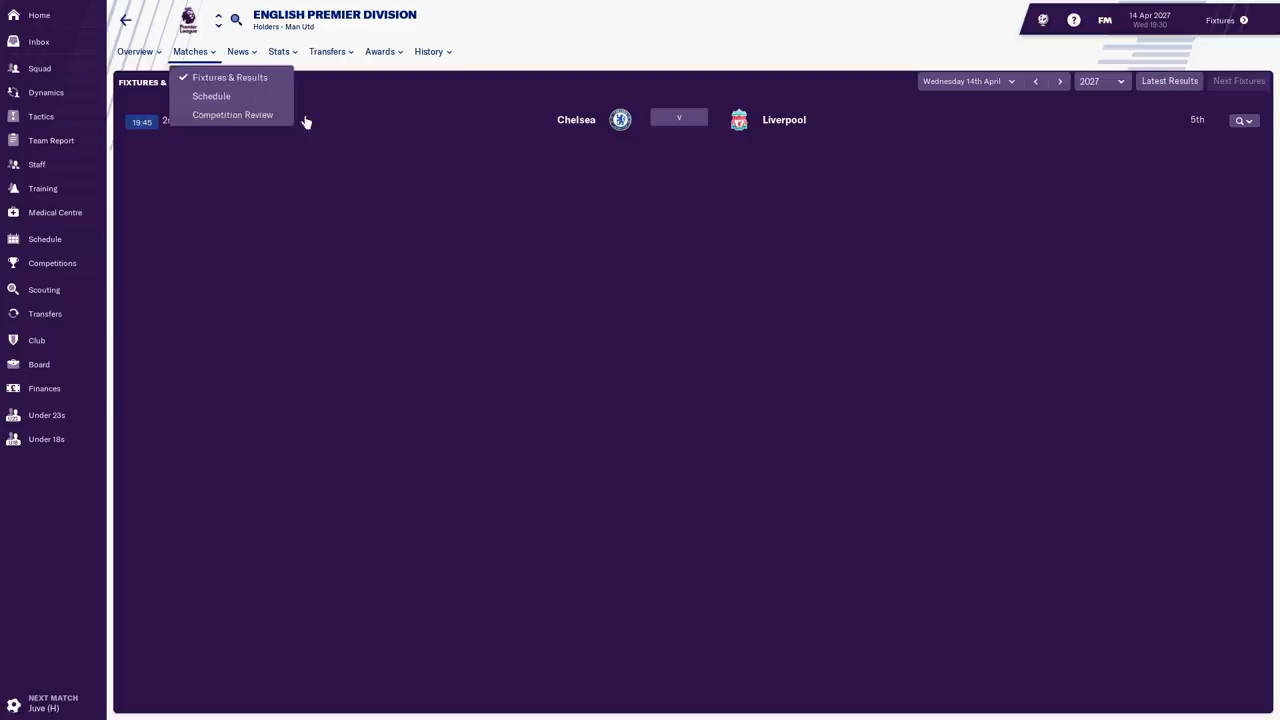 Home
Inbox
Squad
Dynamics
Tactics
Team Report
Staff
Training
Medical Centre
Schedule
Competitions
Scouting
Transfers
Club
Board
Finances
Under 23s
Under 18s
NEXT MATCH
Juve (H)
ENGLISH PREMIER DIVISION
Holders - Man Utd
FM
14 Apr 2027
Wed 19:30
Fixtures
Overview Matches News Stats Transfers Awards History
FIXTURES &
Fixtures & Results
Schedule
Competition Review
Wednesday 14th April
2027
Latest Results
Next Fixtures
19:45
Chelsea v Liverpool
5th